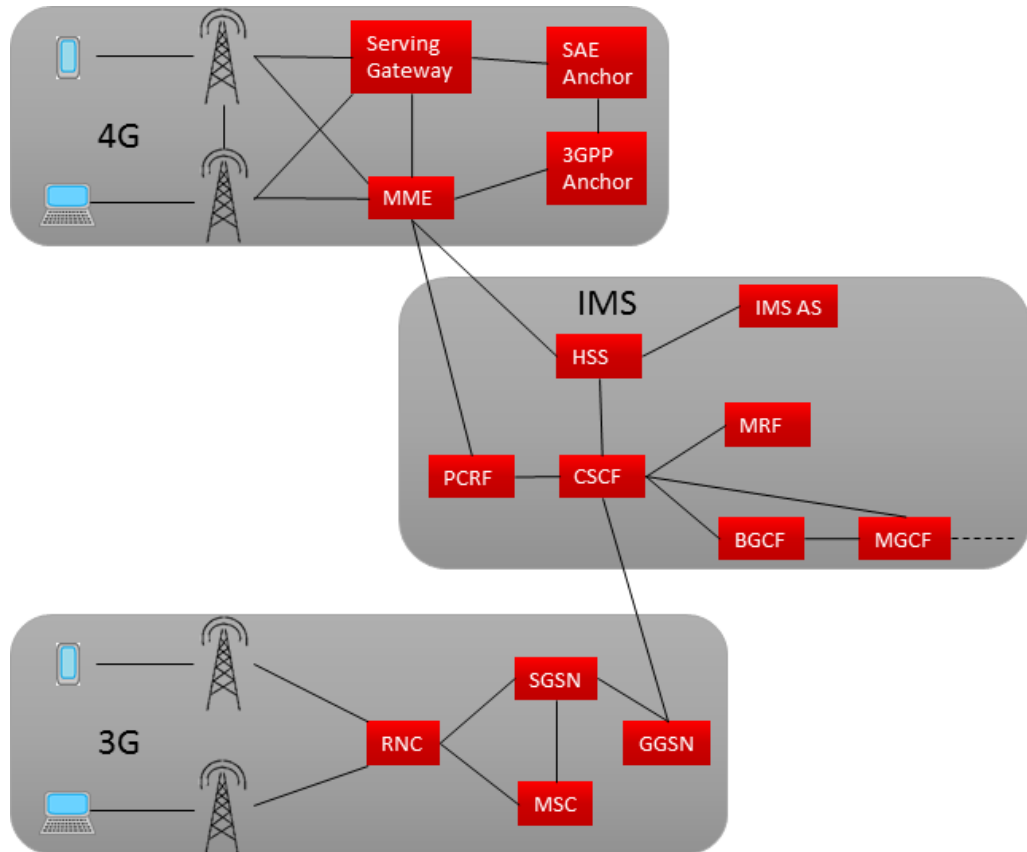 Serving
Gateway
SAE
Anchor
4G
3GPP
Anchor
MME
IMS
IMS AS
HSS
MRF
PCRF
CSCF
BGCF
MGCF
SGSN
3G
RNC
GGSN
MSC